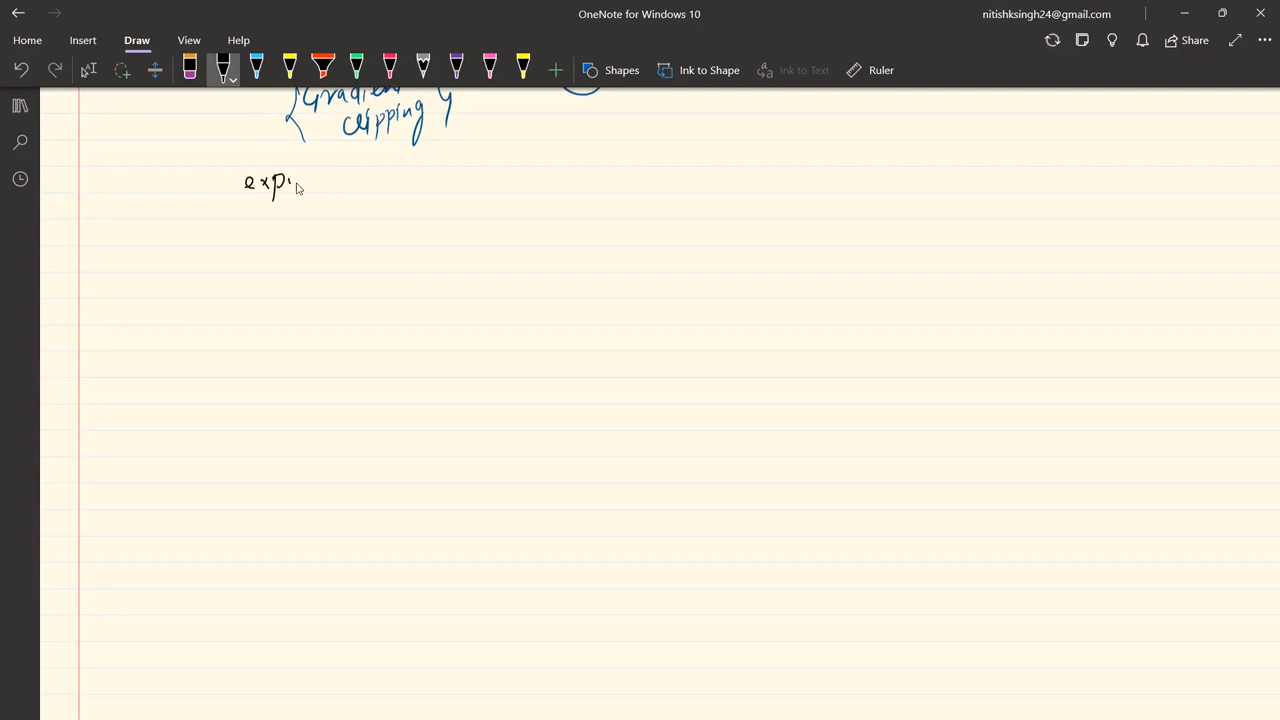 OneNote for Windows 10
nitishksingh24@gmail.com
Home
Insert
Draw
View
Help
Share
Shapes
Ink to Shape
Ink to Text
Ruler
Gradien
Clipping
exp